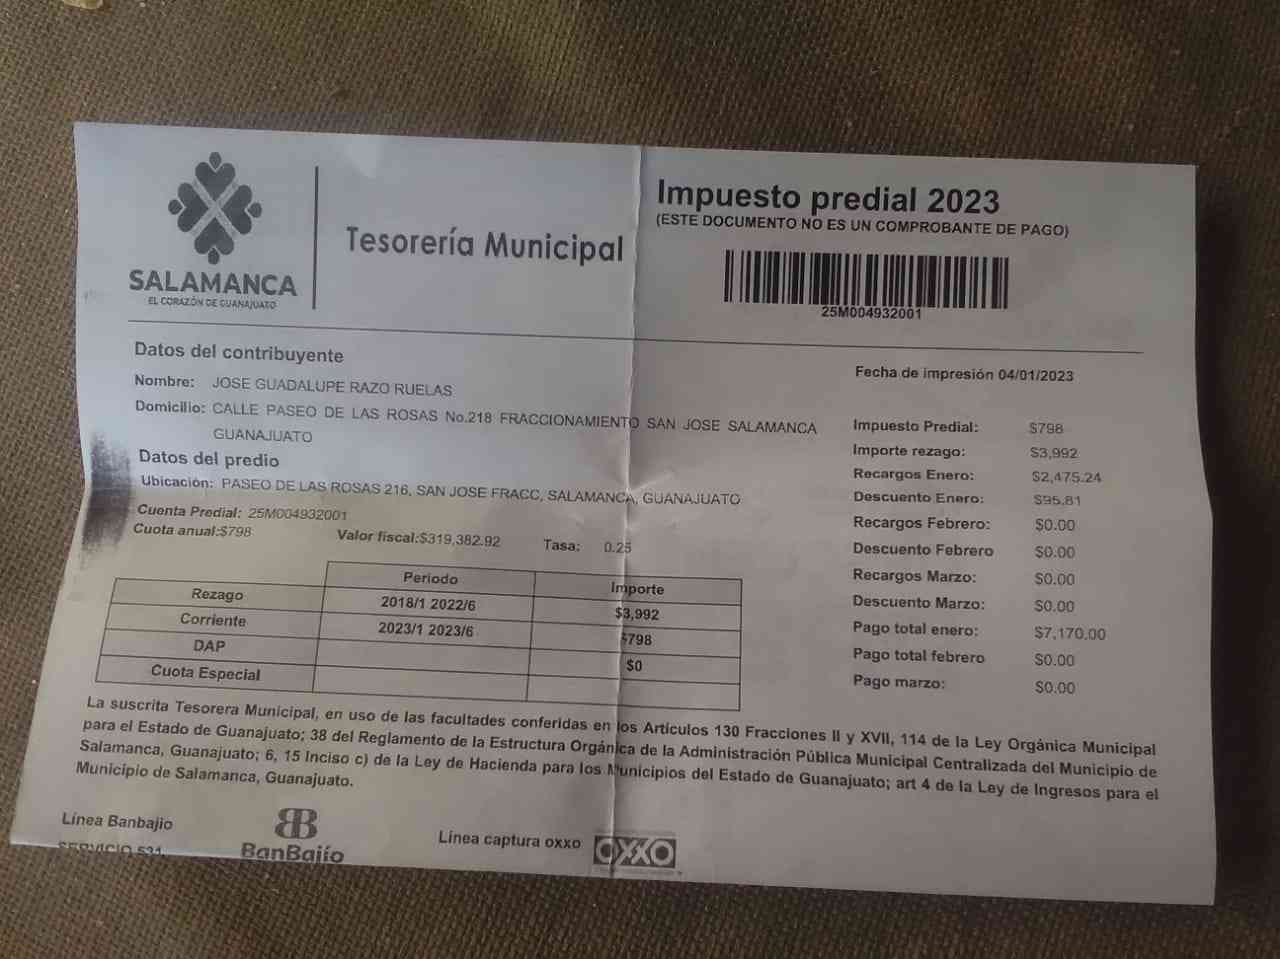 SALAMANCA
EL CORAZÓN DE GUANAJUATO
Tesorería Municipal
Impuesto predial 2023
(ESTE DOCUMENTO NO ES UN COMPROBANTE DE PAGO)
25M004932001
Datos del contribuyente
Nombre: JOSE GUADALUPE RAZO RUELAS
Domicilio: CALLE PASEO DE LAS ROSAS No.218 FRACCIONAMIENTO SAN JOSE SALAMANCA
GUANAJUATO
Datos del predio
Ubicación: PASEO DE LAS ROSAS 216, SAN JOSE FRACC, SALAMANCA, GUANAJUATO
Cuenta Predial: 25M004932001
Cuota anual:$798 Valor fiscal:$319,382.92 Tasa: 0.25
Periodo Importe
Rezago 2018/1 2022/6 $3,992
Corriente 2023/1 2023/6 $798
DAP $0
Cuota Especial
Fecha de impresión 04/01/2023
Impuesto Predial: $798
Importe rezago: $3,992
Recargos Enero: $2,475.24
Descuento Enero: $95.81
Recargos Febrero: $0.00
Descuento Febrero $0.00
Recargos Marzo: $0.00
Descuento Marzo: $0.00
Pago total enero: $7,170.00
Pago total febrero $0.00
Pago marzo: $0.00
La suscrita Tesorera Municipal, en uso de las facultades conferidas en los Artículos 130 Fracciones II y XVII, 114 de la Ley Orgánica Municipal
para el Estado de Guanajuato; 38 del Reglamento de la Estructura Orgánica de la Administración Pública Municipal Centralizada del Municipio de
Salamanca, Guanajuato; 6, 15 Inciso c) de la Ley de Hacienda para los Municipios del Estado de Guanajuato; art 4 de la Ley de Ingresos para el
Municipio de Salamanca, Guanajuato.
Línea Banbajio
BB
BanBajío
Línea captura oxxo
OXXO
SERVICIO 531